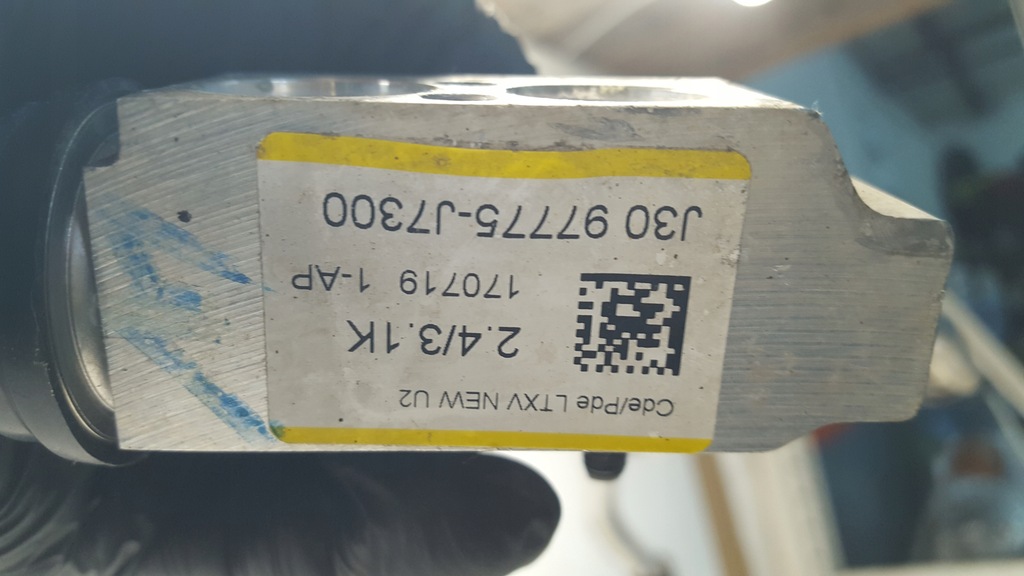 Cde/Pde LTXV NEW U2
2.4/3.1K
170719 1-AP
J30 97775-J7300